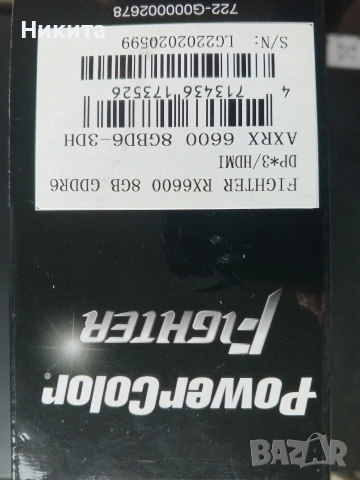 Никита
PowerColor®
FIGHTER
FIGHTER RX6600 8GB GDDR6
DP*3/HDMI
AXRX 6600 8GBD6-3DH
4 713436 173526
S/N: LG2202020599
722-G000002678
BAZAR